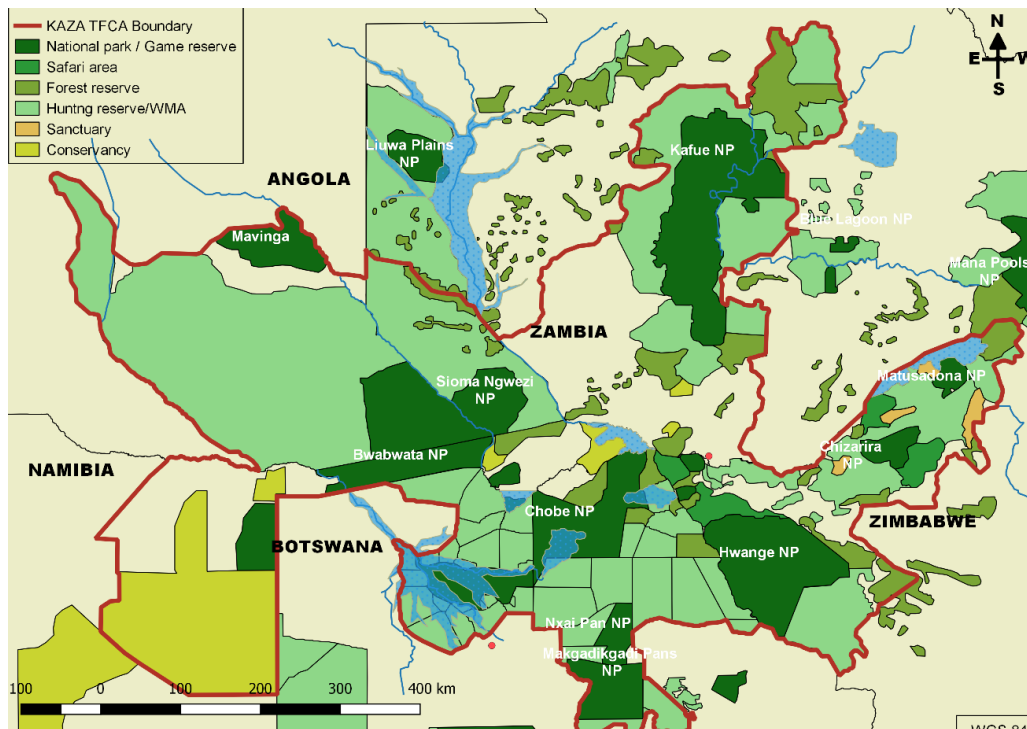 KAZA TFCA Boundary
National park / Game reserve
Safari area
Forest reserve
Huntng reserve/WMA
Sanctuary
Conservancy
N
E
W
S
Liuwa Plains
NP
Kafue NP
ANGOLA
Mavinga
Blue Lagoon NP
Mana Pools
NP
ZAMBIA
Sioma Ngwezi
NP
Matusadona NP
Bwabwata NP
Chizarira
NP
NAMIBIA
Chobe NP
ZIMBABWE
BOTSWANA
Hwange NP
Nxai Pan NP
Makgadikgadi Pans
NP
100 0 100 200 300 400 km
WGS 84